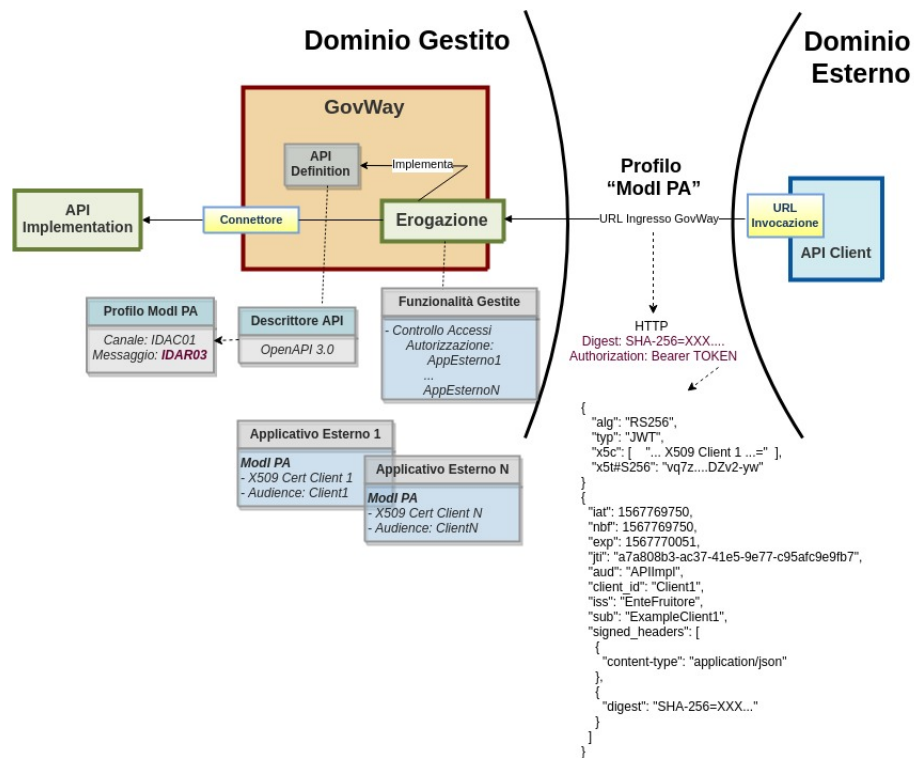 Dominio Gestito
Dominio
Esterno
GovWay
API
Definition
Implementa
Profilo
"ModI PA"
API
Implementation
Connettore
Erogazione
URL Ingresso GovWay
URL
Invocazione
API Client
Profilo ModI PA
Canale: IDAC01
Messaggio: IDAR03
Descrittore API
OpenAPI 3.0
Funzionalità Gestite
- Controllo Accessi
Autorizzazione:
AppEsterno1
...
AppEsternoN
HTTP
Digest: SHA-256=XXX....
Authorization: Bearer TOKEN
Applicativo Esterno 1
ModI PA
- X509 Cert Client 1
- Audience: Client1
Applicativo Esterno N
ModI PA
- X509 Cert Client N
- Audience: ClientN
{
"alg": "RS256",
"typ": "JWT",
"x5c": [ "... X509 Client 1 ...=" ],
"x5t#S256": "vq7z....DZv2-yw"
}
{
"iat": 1567769750,
"nbf": 1567769750,
"exp": 1567770051,
"jti": "a7a808b3-ac37-41e5-9e77-c95afc9e9fb7",
"aud": "APIImpl",
"client_id": "Client1",
"iss": "EnteFruitore",
"sub": "ExampleClient1",
"signed_headers": [
{
"content-type": "application/json"
},
{
"digest": "SHA-256=XXX..."
}
]
}